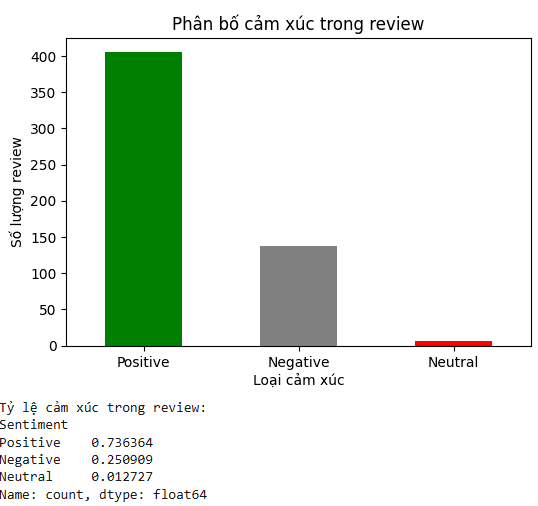 Phân bố cảm xúc trong review
400
350
300
250
200
150
100
50
0
Số lượng review
Positive Negative Neutral
Loại cảm xúc
Tỷ lệ cảm xúc trong review:
Sentiment
Positive    0.736364
Negative    0.250909
Neutral     0.012727
Name: count, dtype: float64